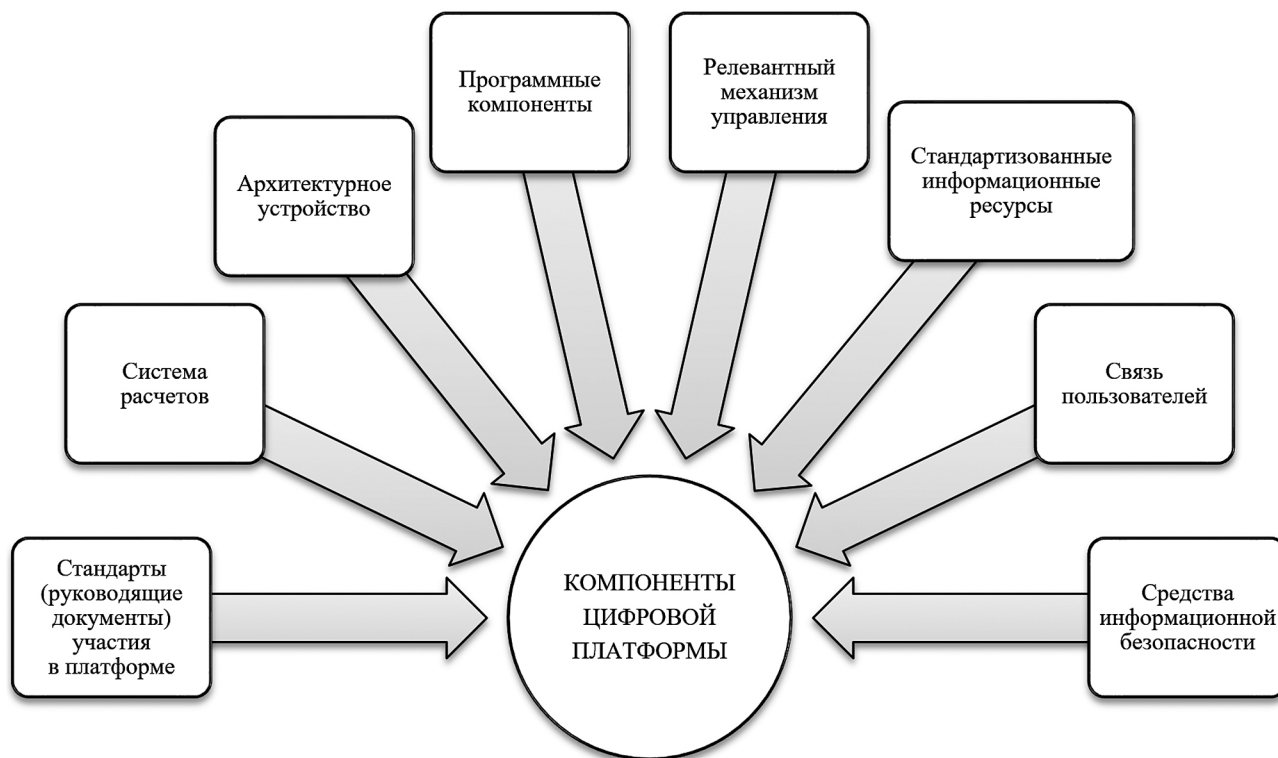 Программные
компоненты
Релевантный
механизм
управления
Архитектурное
устройство
Стандартизованные
информационные
ресурсы
Система
расчетов
Связь
пользователей
Стандарты
(руководящие
документы)
участия
в платформе
КОМПОНЕНТЫ
ЦИФРОВОЙ
ПЛАТФОРМЫ
Средства
информационной
безопасности